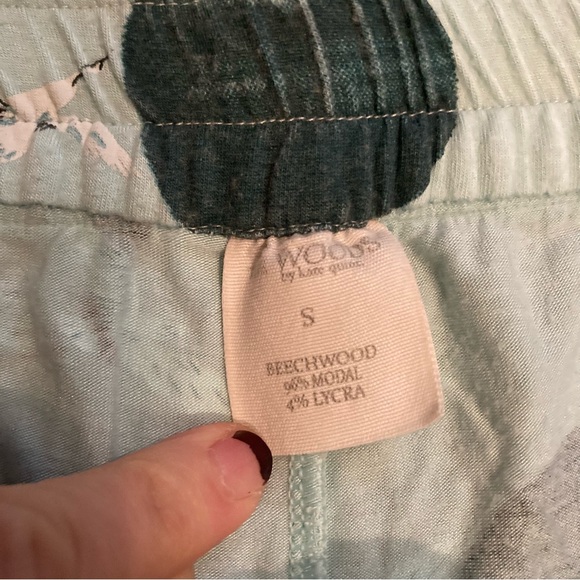 WOODS
by kate quinn
S
BEECHWOOD
96% MODAL
4% LYCRA